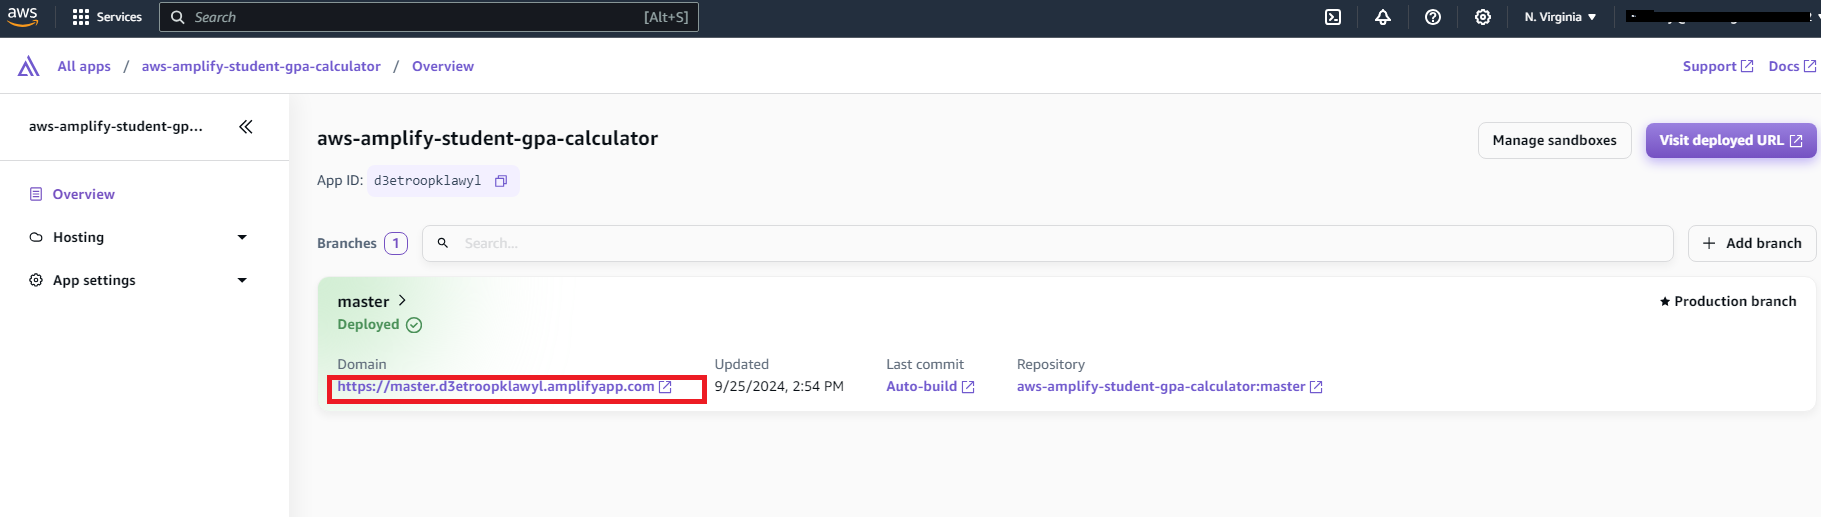 aws Services Search [Alt+S] N. Virginia
All apps / aws-amplify-student-gpa-calculator / Overview Support Docs
aws-amplify-student-gp...
aws-amplify-student-gpa-calculator Manage sandboxes Visit deployed URL
App ID: d3etroopklawyl
Overview
Hosting
App settings
Branches 1 Search... Add branch
master Production branch
Deployed
Domain Updated Last commit Repository
https://master.d3etroopklawyl.amplifyapp.com 9/25/2024, 2:54 PM Auto-build aws-amplify-student-gpa-calculator:master